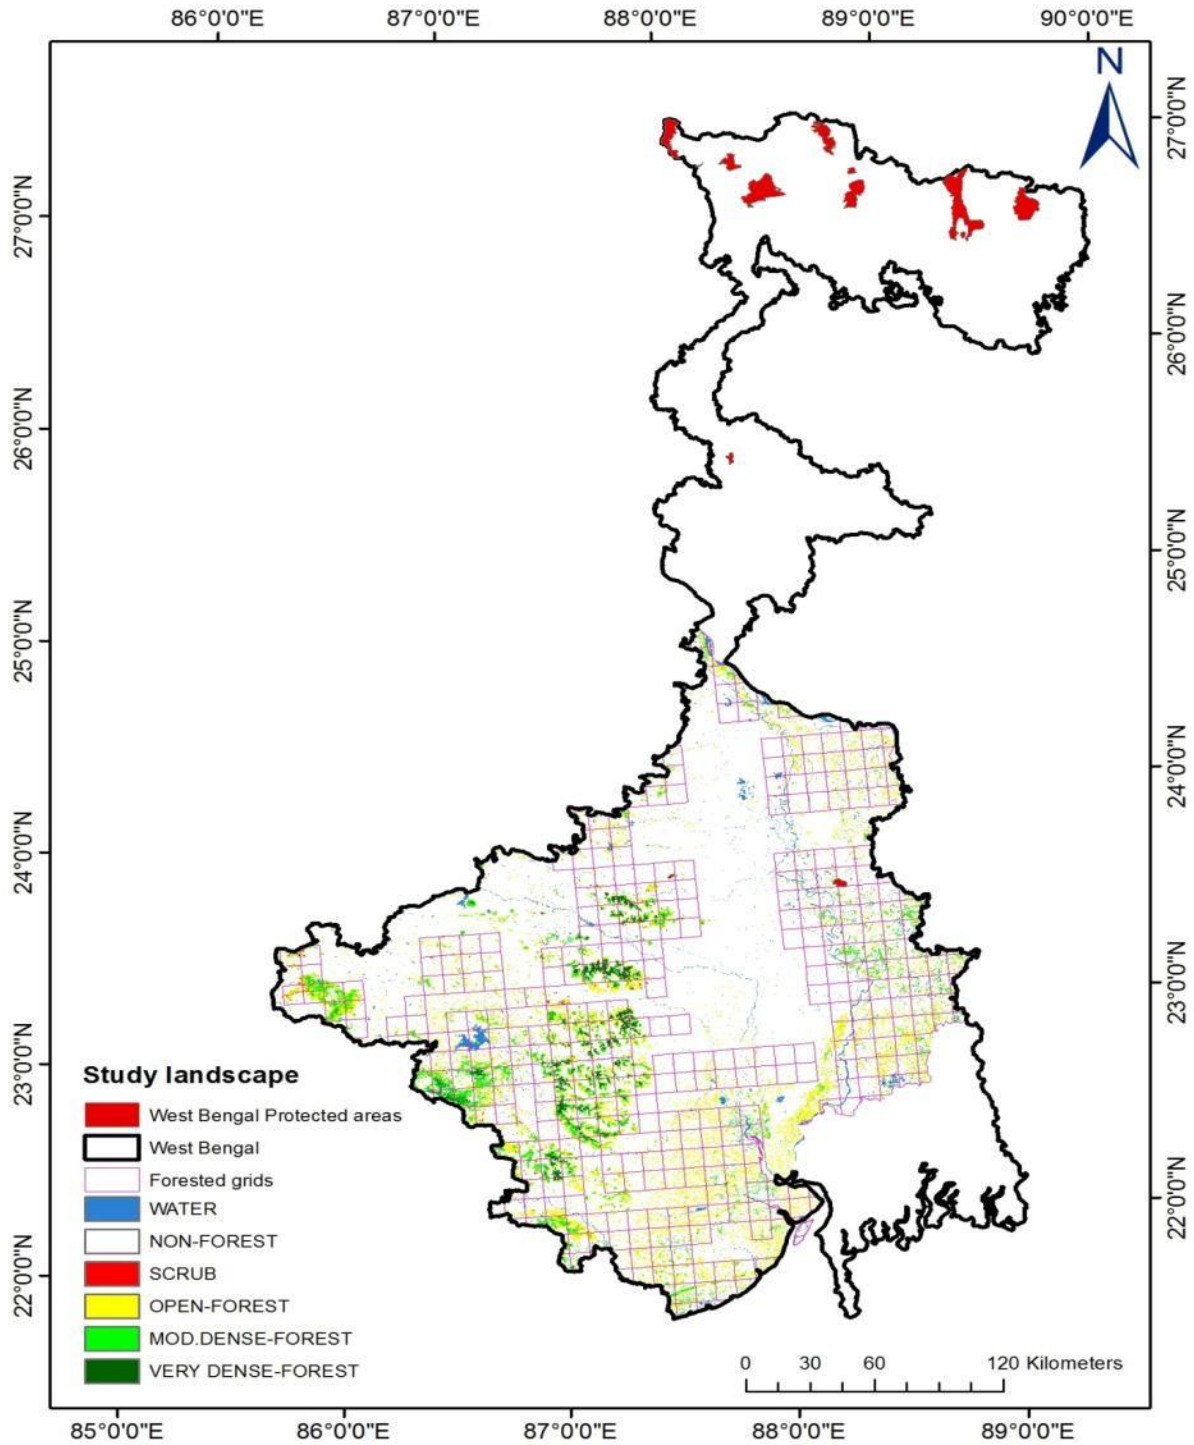 86°0'0"E 87°0'0"E 88°0'0"E 89°0'0"E 90°0'0"E
N
27°0'0"N
27°0'0"N
26°0'0"N
26°0'0"N
25°0'0"N
25°0'0"N
24°0'0"N
24°0'0"N
23°0'0"N
23°0'0"N
22°0'0"N
22°0'0"N
Study landscape
West Bengal Protected areas
West Bengal
Forested grids
WATER
NON-FOREST
SCRUB
OPEN-FOREST
MOD.DENSE-FOREST
VERY DENSE-FOREST
0 30 60 120 Kilometers
85°0'0"E 86°0'0"E 87°0'0"E 88°0'0"E 89°0'0"E